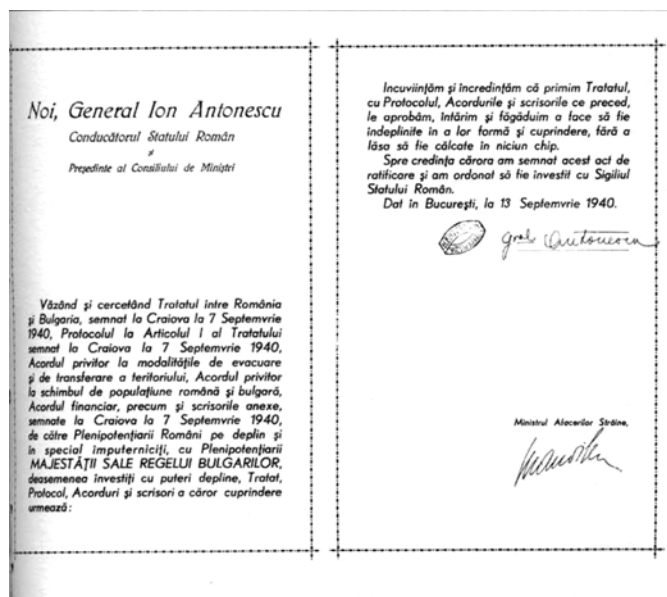 Noi, General Ion Antonescu
Conducătorul Statului Român
*
Președinte al Consiliului de Miniștri
Văzând și cercetând Tratatul între România
și Bulgaria, semnat la Craiova la 7 Septemvrie
1940, Protocolul la Articolul I al Tratatului
semnat la Craiova la 7 Septemvrie 1940,
Acordul privitor la modalitățile de evacuare
și de transferare a teritoriului, Acordul privitor
la schimbul de populațiune română și bulgară,
Acordul financiar, precum și scrisorile anexe,
semnate la Craiova la 7 Septemvrie 1940,
de către Plenipotențiarii Români pe deplin și
în special împuterniciți, cu Plenipotențiarii
MAJESTĂȚII SALE REGELUI BULGARILOR,
deasemenea investiți cu puteri depline, Tratat,
Protocol, Acorduri și scrisori a căror cuprindere
urmează:
Incuviințăm și încredințăm că primim Tratatul,
cu Protocolul, Acordurile și scrisorile ce preced,
le aprobăm, întărim și făgăduim a face să fie
îndeplinite în a lor formă și cuprindere, fără a
lăsa să fie călcate în niciun chip.
Spre credința cărora am semnat acest act de
ratificare și am ordonat să fie investit cu Sigiliul
Statului Român.
Dat în București, la 13 Septemvrie 1940.
Gral Antonescu
Ministrul Afacerilor Străine,